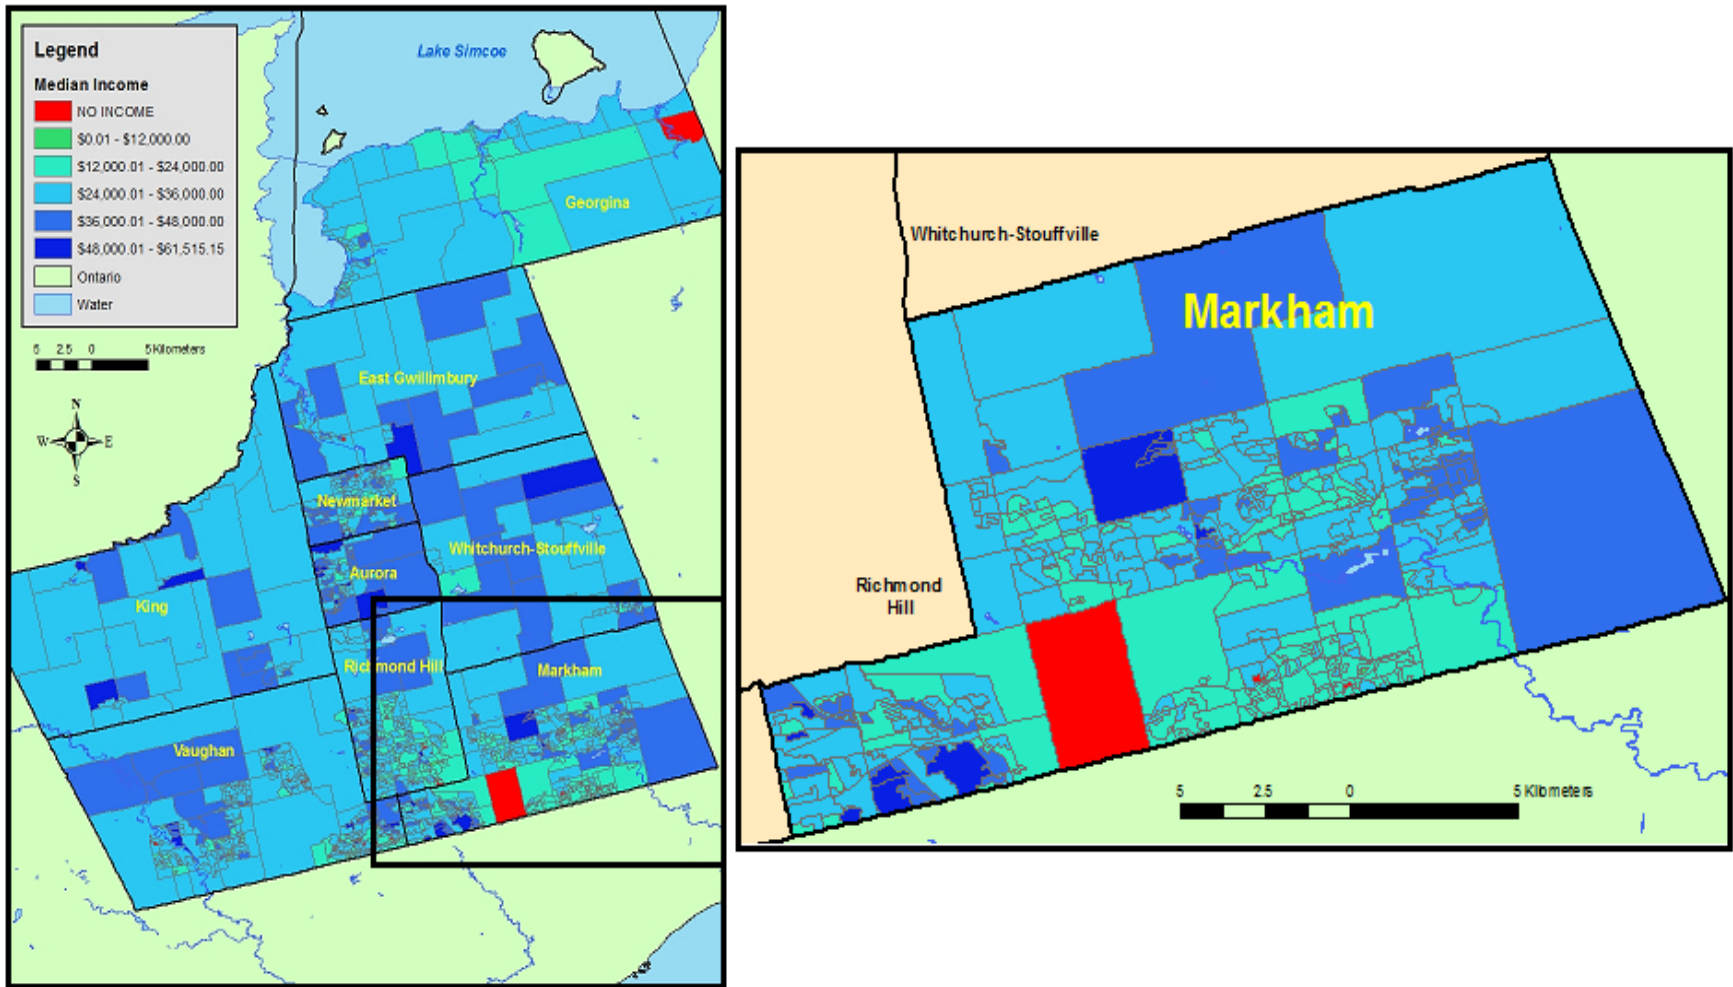 Legend
Median Income
NO INCOME
$0.01 - $12,000.00
$12,000.01 - $24,000.00
$24,000.01 - $36,000.00
$36,000.01 - $48,000.00
$48,000.01 - $61,515.15
Ontario
Water
5 2.5 0 5 Kilometers
N
W E
S
Lake Simcoe
Georgina
East Gwillimbury
Newmarket
Whitchurch-Stouffville
Aurora
King
Richmond Hill
Markham
Vaughan
Whitchurch-Stouffville
Markham
Richmond
Hill
5 2.5 0 5 Kilometers